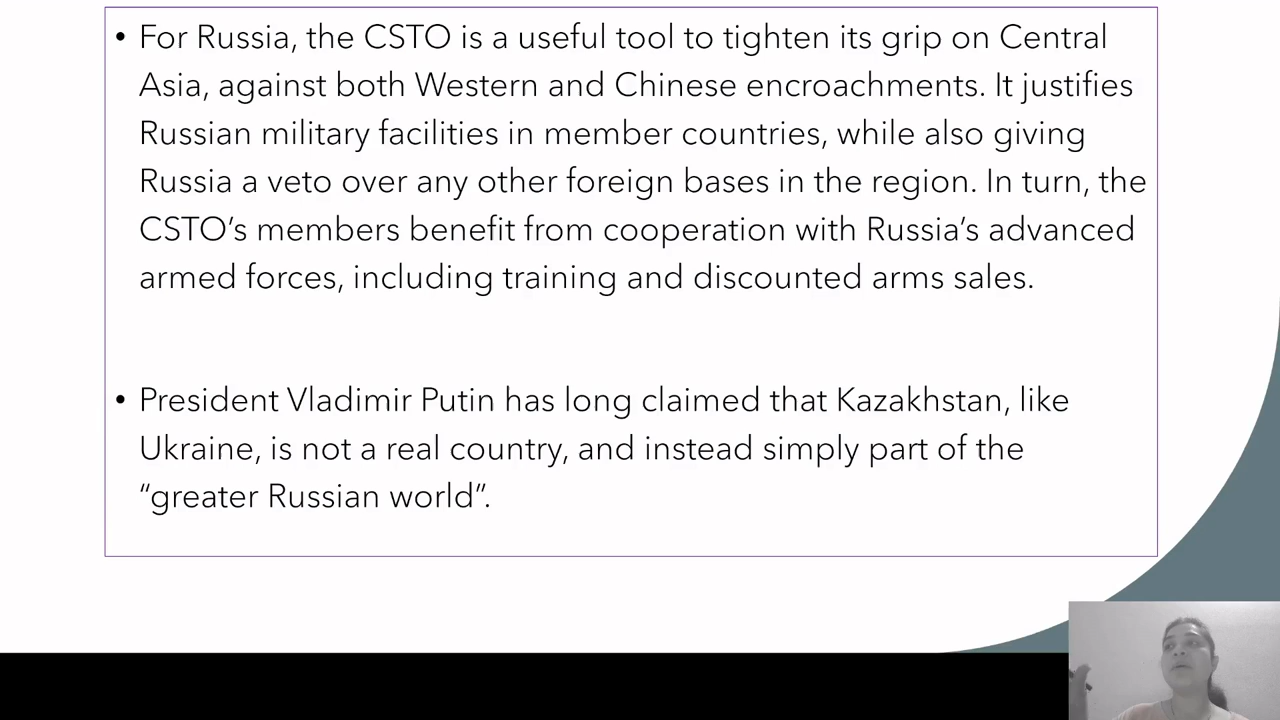 • For Russia, the CSTO is a useful tool to tighten its grip on Central
Asia, against both Western and Chinese encroachments. It justifies
Russian military facilities in member countries, while also giving
Russia a veto over any other foreign bases in the region. In turn, the
CSTO’s members benefit from cooperation with Russia’s advanced
armed forces, including training and discounted arms sales.
• President Vladimir Putin has long claimed that Kazakhstan, like
Ukraine, is not a real country, and instead simply part of the
“greater Russian world”.